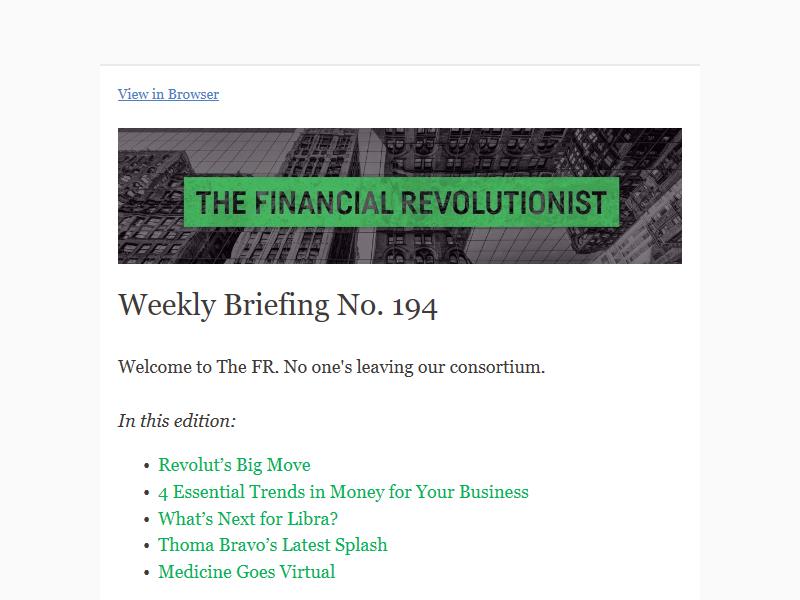 View in Browser
THE FINANCIAL REVOLUTIONIST
Weekly Briefing No. 194
Welcome to The FR. No one's leaving our consortium.
In this edition:
• Revolut’s Big Move
• 4 Essential Trends in Money for Your Business
• What’s Next for Libra?
• Thoma Bravo’s Latest Splash
• Medicine Goes Virtual